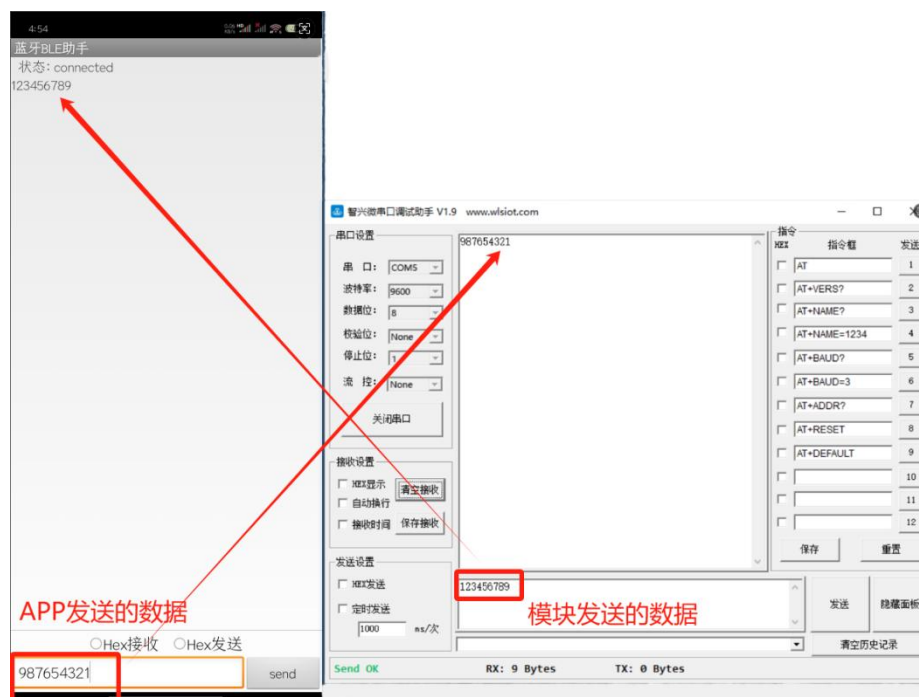 4:54
蓝牙BLE助手
状态: connected
123456789
APP发送的数据
Hex接收 Hex发送
987654321
send
智兴微串口调试助手 V1.9 www.wlsiot.com
串口设置
串 口: COM5
波特率: 9600
数据位: 8
校验位: None
停止位: 1
流 控: None
关闭串口
接收设置
HEX显示
清空接收
自动换行
接收时间
保存接收
发送设置
HEX发送
定时发送
1000 ms/次
987654321
123456789
模块发送的数据
指令
HEX 指令框 发送
AT 1
AT+VERS? 2
AT+NAME? 3
AT+NAME=1234 4
AT+BAUD? 5
AT+BAUD=3 6
AT+ADDR? 7
AT+RESET 8
AT+DEFAULT 9
10
11
12
保存 重置
发送 隐藏面板
清空历史记录
Send OK RX: 9 Bytes TX: 0 Bytes